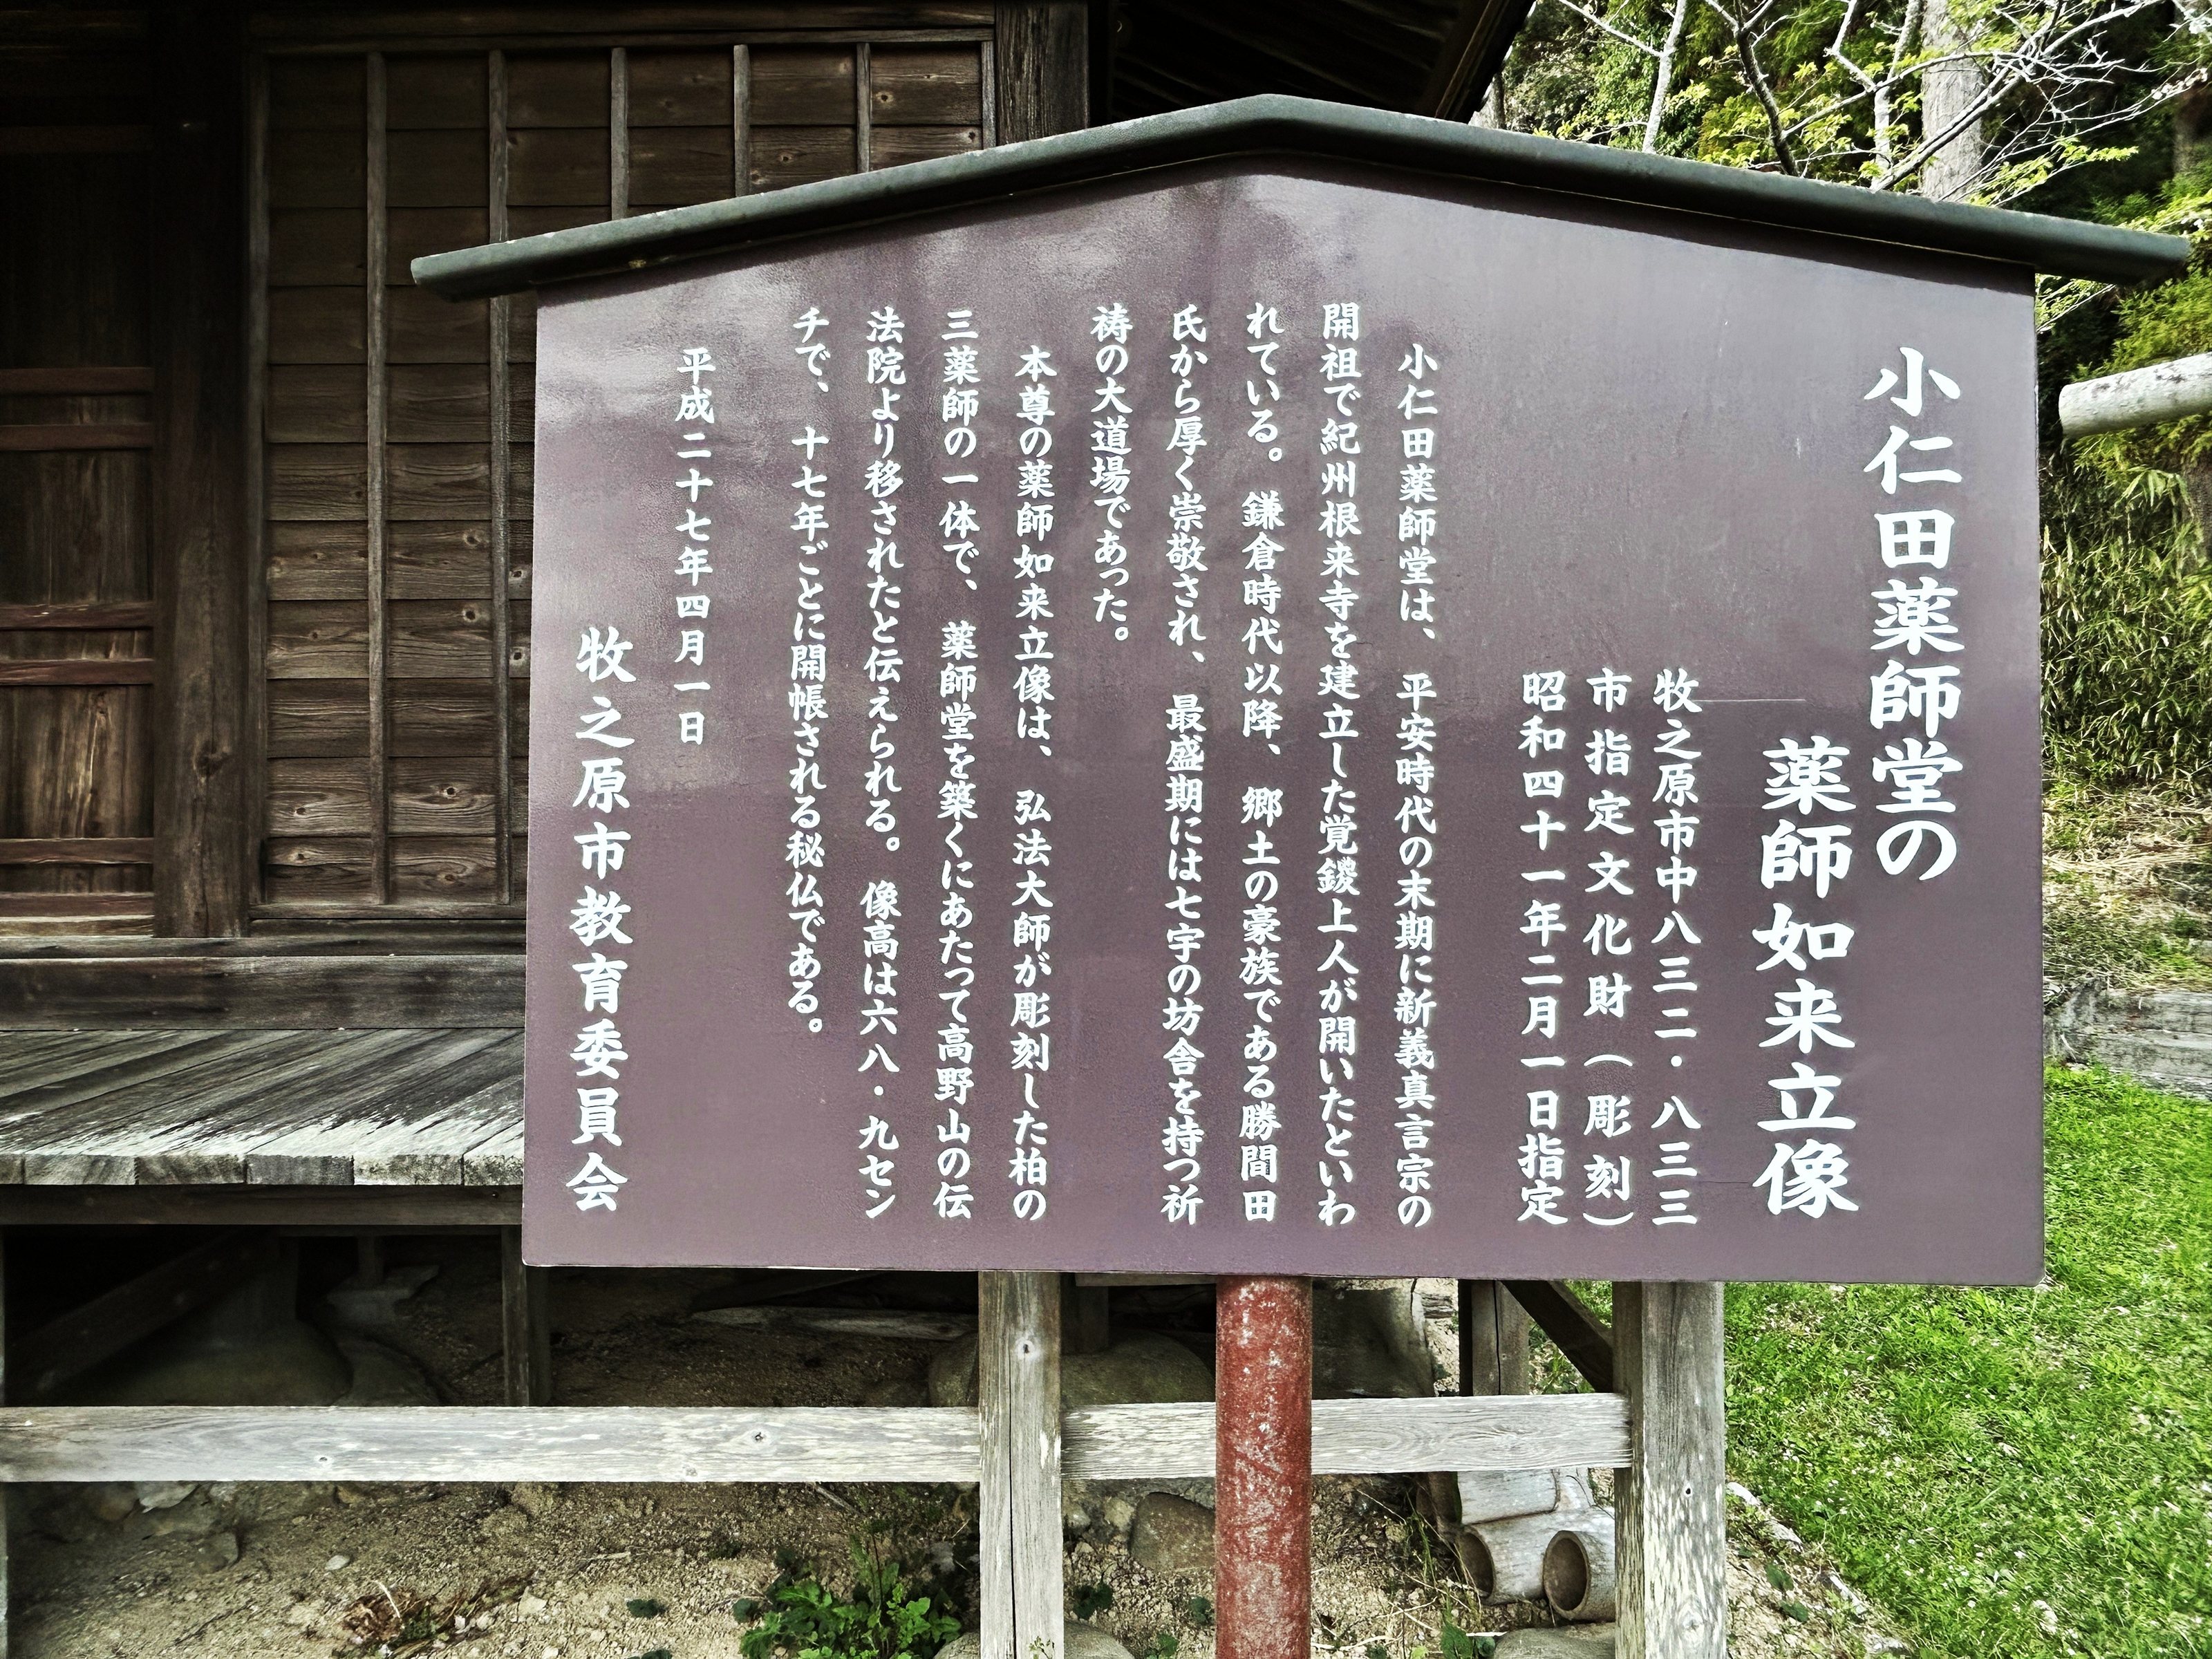 小仁田薬師堂の
薬師如来立像
牧之原市中八三二・八三三
市指定文化財（彫刻）
昭和四十一年二月一日指定
小仁田薬師堂は、平安時代の末期に新義真言宗の
開祖で紀州根来寺を建立した覚鑁上人が開いたといわ
れている。鎌倉時代以降、郷土の豪族である勝間田
氏から厚く崇敬され、最盛期には七宇の坊舎を持つ祈
祷の大道場であった。
本尊の薬師如来立像は、弘法大師が彫刻した柏の
三薬師の一体で、薬師堂を築くにあたって高野山の伝
法院より移されたと伝えられる。像高は六八・九セン
チで、十七年ごとに開帳される秘仏である。
平成二十七年四月一日
牧之原市教育委員会